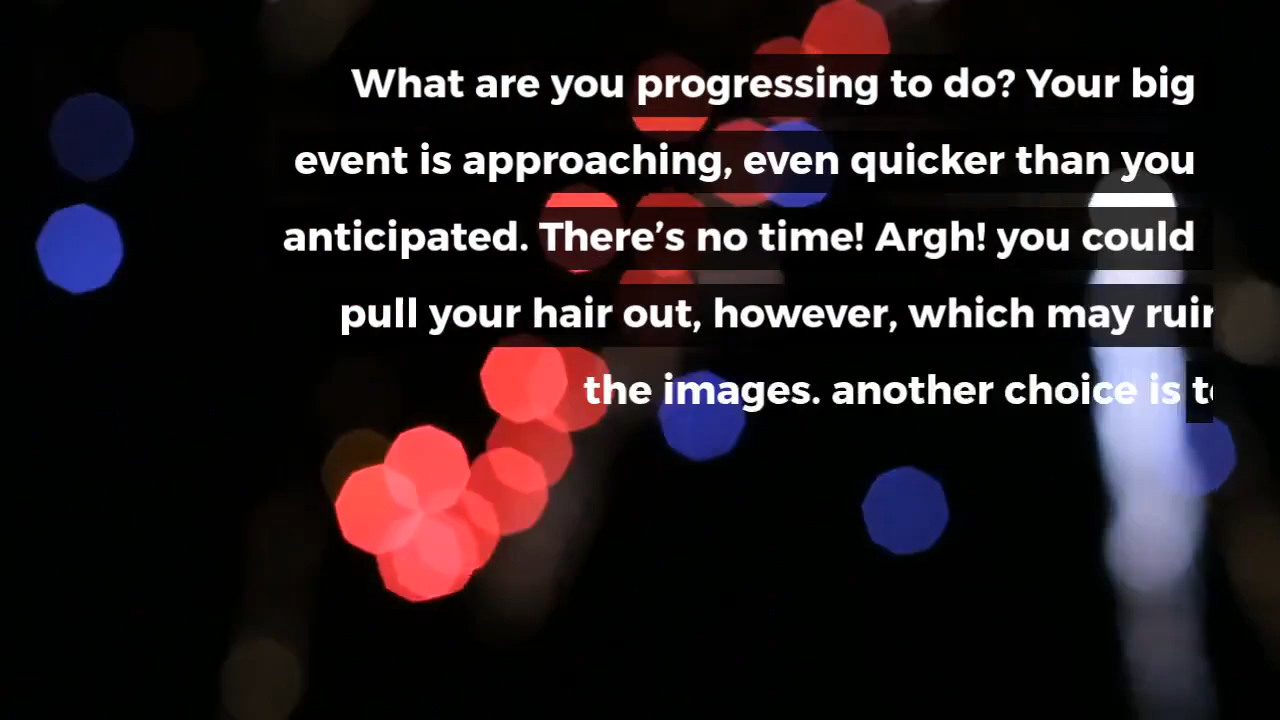 What are you progressing to do? Your big
event is approaching, even quicker than you
anticipated. There’s no time! Argh! you could
pull your hair out, however, which may
the images. another choice is